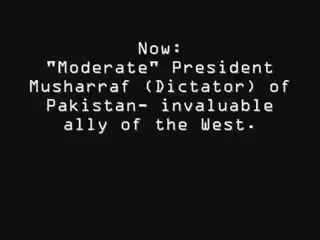 Now:
"Moderate" President
Musharraf (Dictator) of
Pakistan- invaluable
ally of the West.